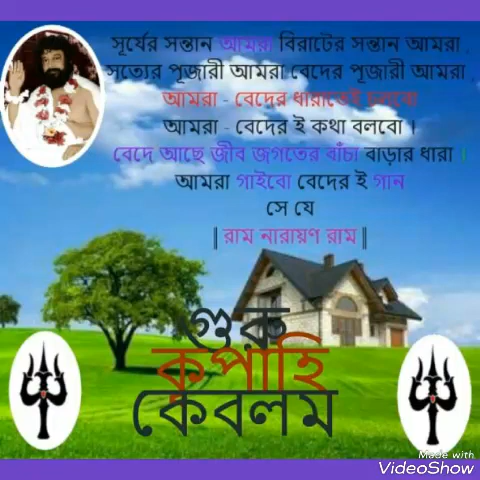 সূর্যের সন্তান আমরা বিরাটের সন্তান আমরা ,
সত্যের পূজারী আমরা বেদের পূজারী আমরা ,
আমরা - বেদের ধারাতেই চলবো
আমরা - বেদের ই কথা বলবো ।
বেদে আছে জীব জগতের বাঁচা বাড়ার ধারা ।
আমরা গাইবো বেদের ই গান
সে যে
|| রাম নারায়ণ রাম ||
গুরু
কৃপাহি
কেবলম
Made with
VideoShow